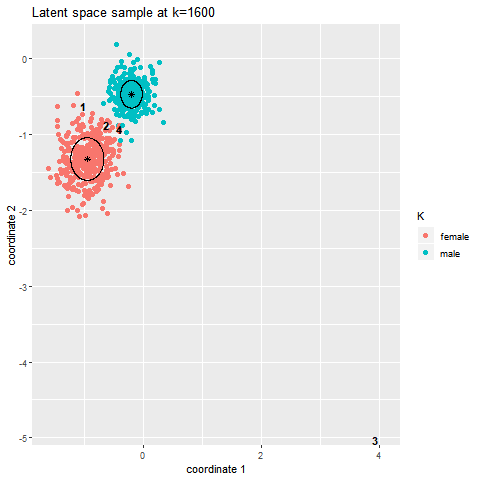 Latent space sample at k=1600
coordinate 2
0
-1
-2
-3
-4
-5
1
2
4
3
0
2
4
coordinate 1
K
female
male